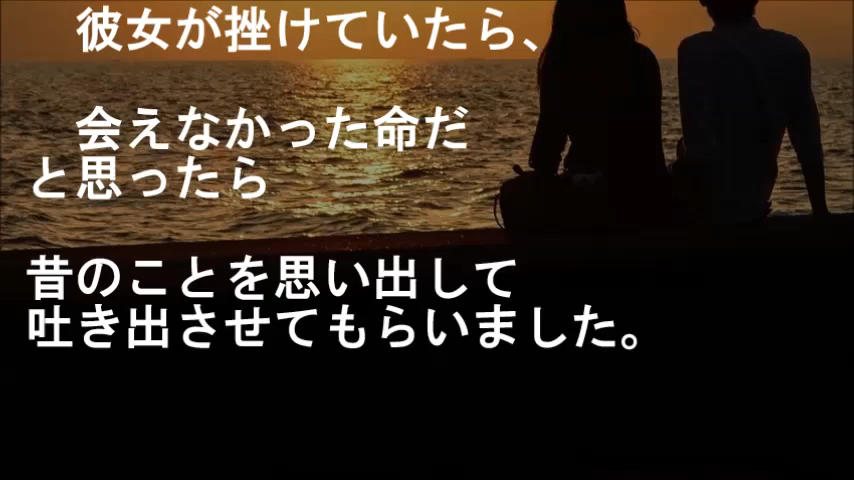 彼女が挫けていたら、
会えなかった命だ
と思ったら
昔のことを思い出して
吐き出させてもらいました。